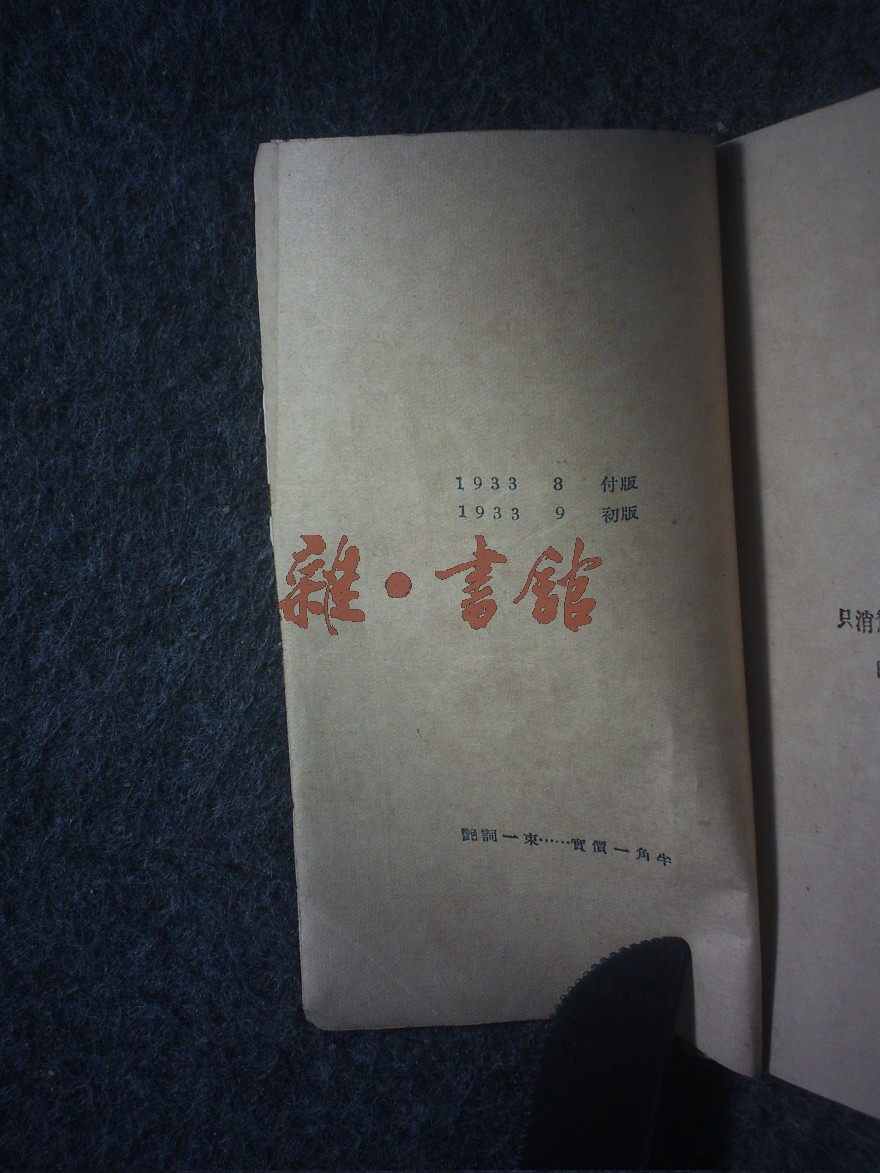 1933 8 付版
1933 9 初版
雜·書館
艷詞一束……實價一角半
只消